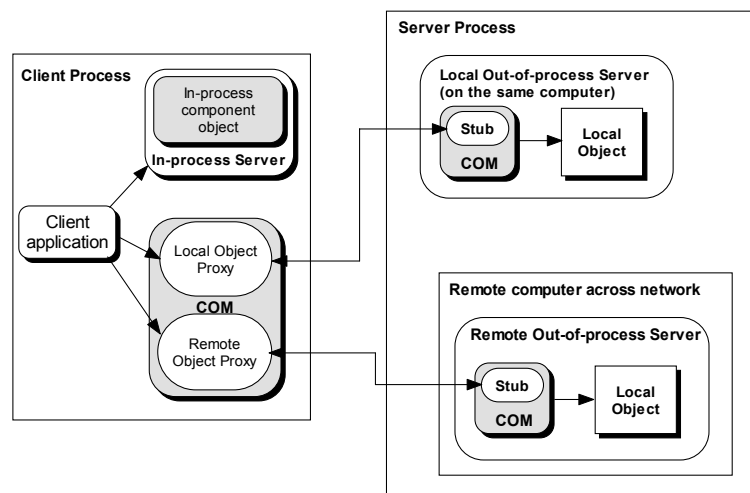 Client Process
In-process
component
object
In-process Server
Client
application
Local Object
Proxy
COM
Remote
Object Proxy
Server Process
Local Out-of-process Server
(on the same computer)
Stub
COM
Local
Object
Remote computer across network
Remote Out-of-process Server
Stub
COM
Local
Object